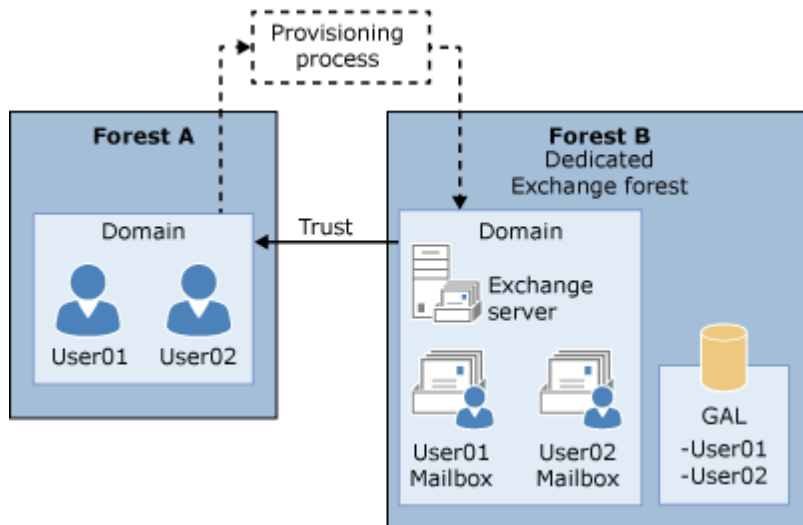 Provisioning
process
Forest A
Forest B
Dedicated
Exchange forest
Domain
Trust
Domain
Exchange
server
User01
User02
User01
Mailbox
User02
Mailbox
GAL
-User01
-User02